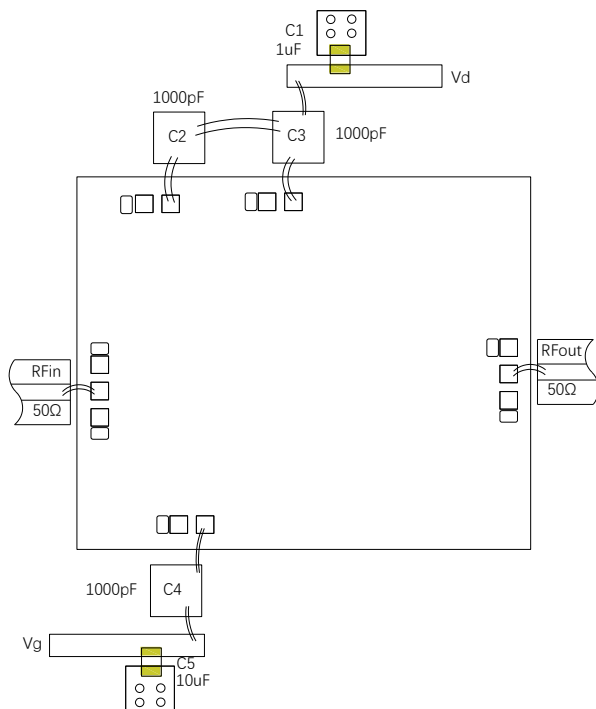 C1
1uF
Vd
1000pF
C2
C3
1000pF
RFin
50Ω
RFout
50Ω
1000pF
C4
Vg
C5
10uF